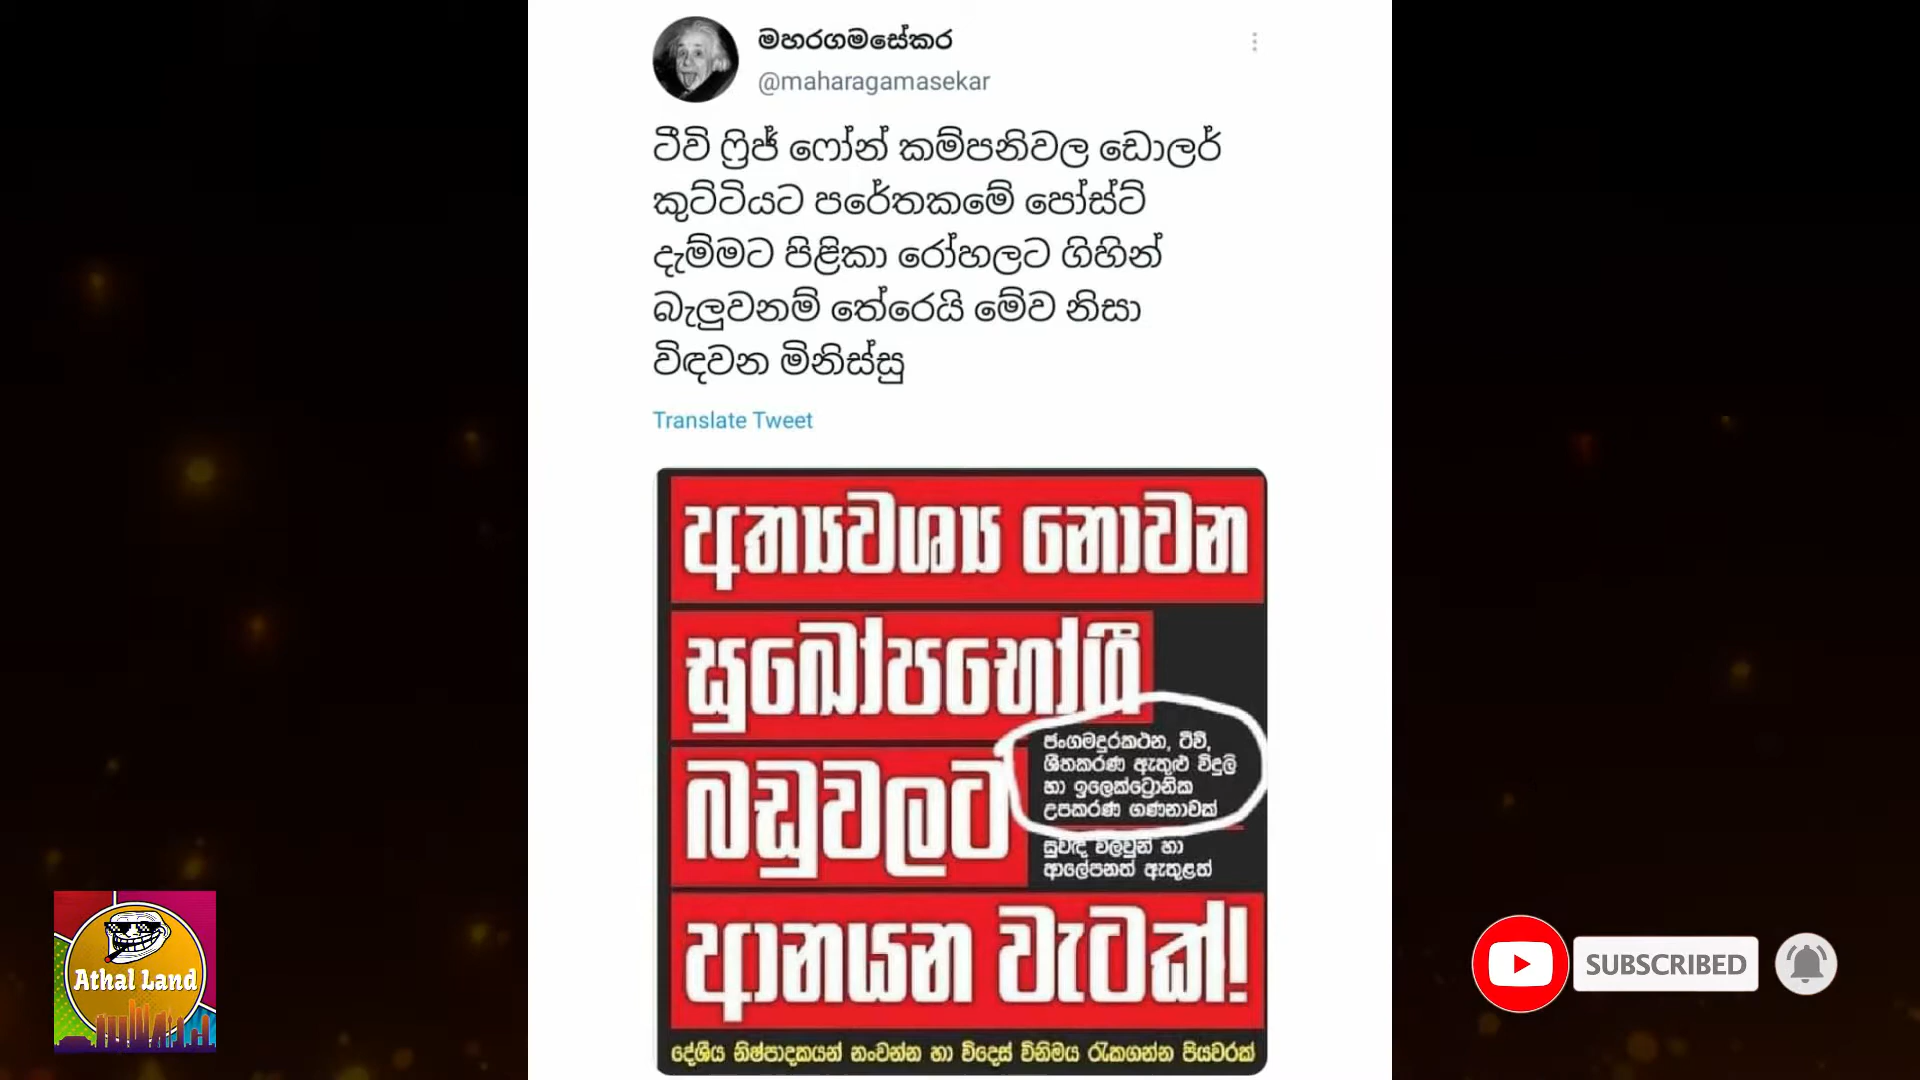 මහරගමසේකර
@maharagamasekar
ටීවි ෆ්‍රිජ් ෆෝන් කම්පනිවල ඩොලර්
කුට්ටියට පරේතකමේ පෝස්ට්
දැම්මට පිළිකා රෝහලට ගිහින්
බැලුවනම් තේරෙයි මේව නිසා
විඳවන මිනිස්සු
Translate Tweet
අත්‍යවශ්‍ය නොවන
සුඛෝපභෝගී
බඩුවලට
ජංගමදුරකථන, ටීවී,
ශීතකරණ ඇතුළු විදුලි
හා ඉලෙක්ට්‍රොනික
උපකරණ ගණනාවක්
සුවඳ විලවුන් හා
ආලේපනත් ඇතුළත්
ආනයන වැටක්!
දේශීය නිෂ්පාදකයන් නංවන්න හා විදෙස් විනිමය රැකගන්න පියවරක්
Athal Land
SUBSCRIBED